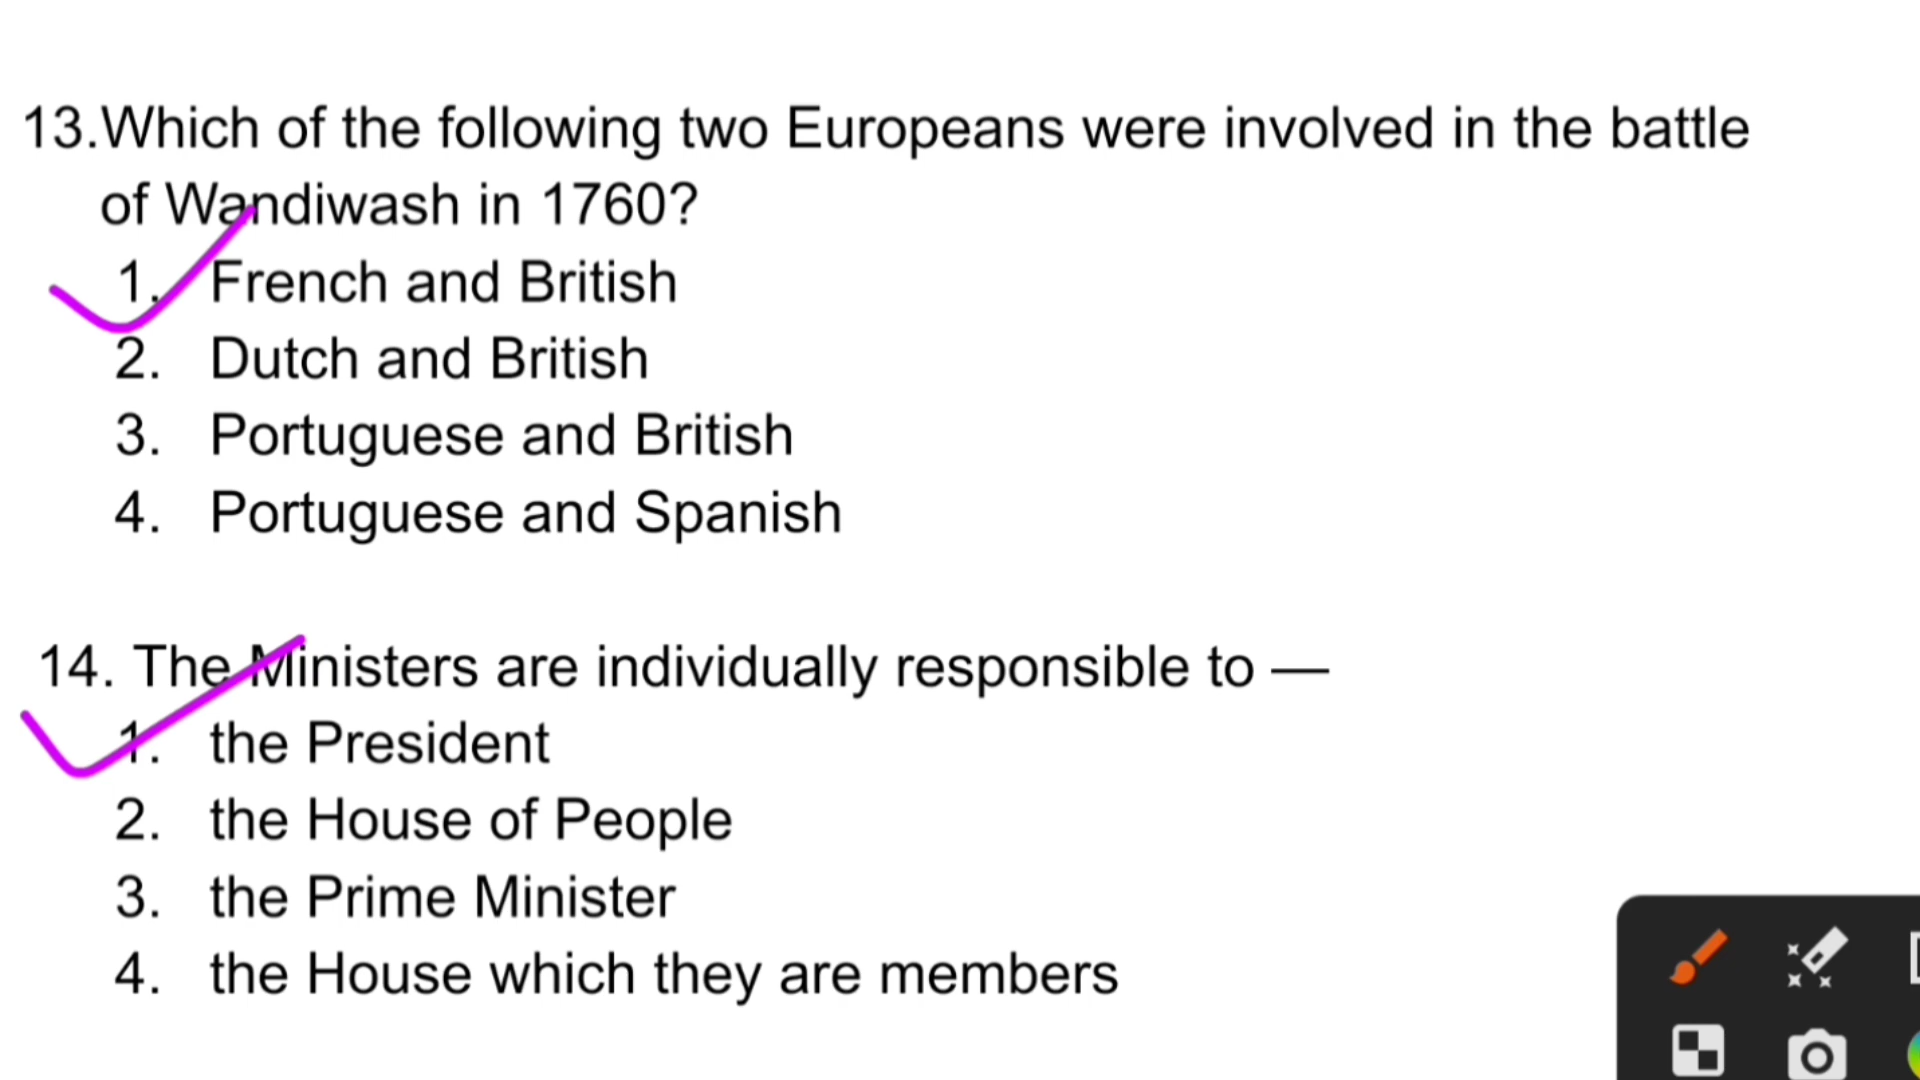 13.Which of the following two Europeans were involved in the battle
of Wandiwash in 1760?
1. French and British
2. Dutch and British
3. Portuguese and British
4. Portuguese and Spanish
14. The Ministers are individually responsible to —
1. the President
2. the House of People
3. the Prime Minister
4. the House which they are members